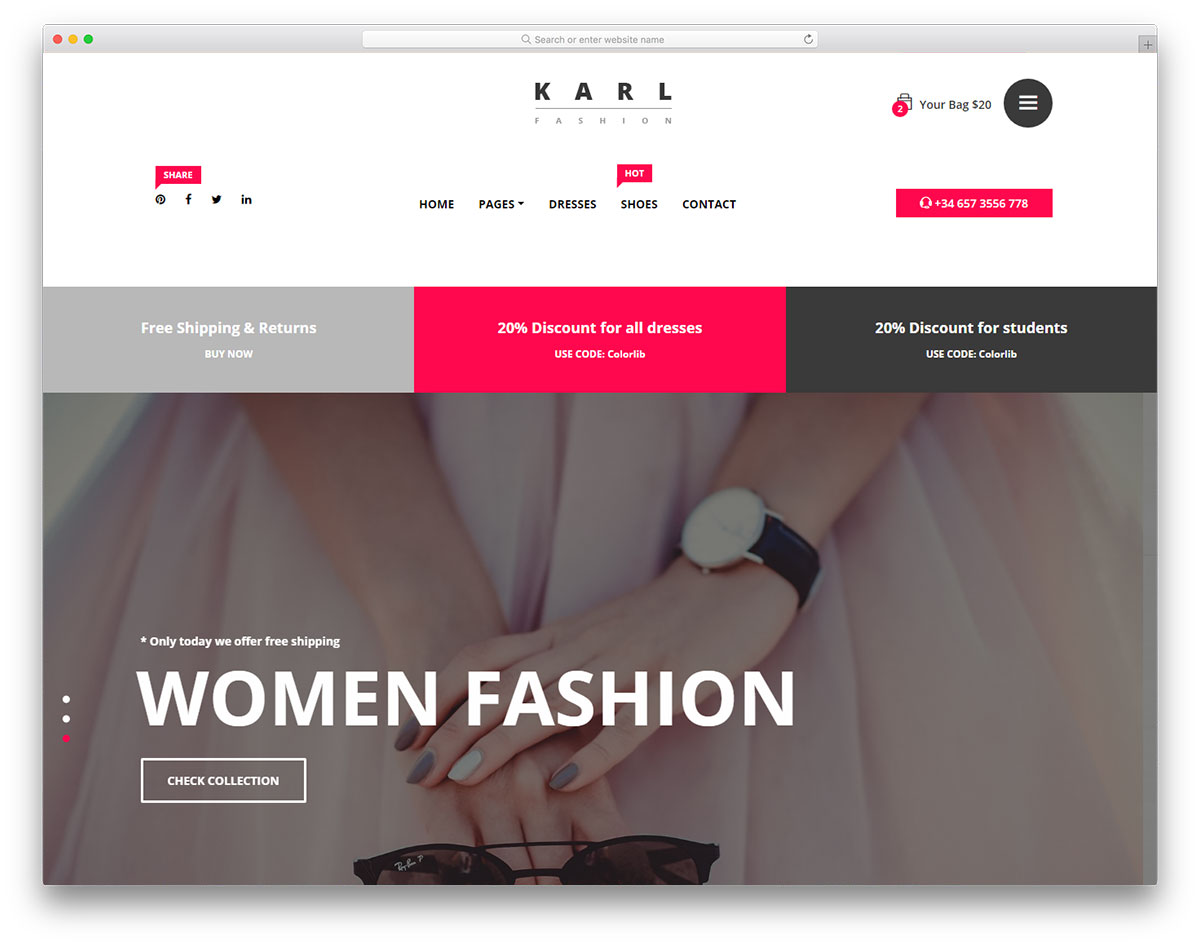 Search or enter website name
KARL
FASHION
2
Your Bag $20
SHARE
HOT
HOME
PAGES
DRESSES
SHOES
CONTACT
+34 657 3556 778
Free Shipping & Returns
BUY NOW
20% Discount for all dresses
USE CODE: Colorlib
20% Discount for students
USE CODE: Colorlib
* Only today we offer free shipping
WOMEN FASHION
CHECK COLLECTION
Ray-Ban P